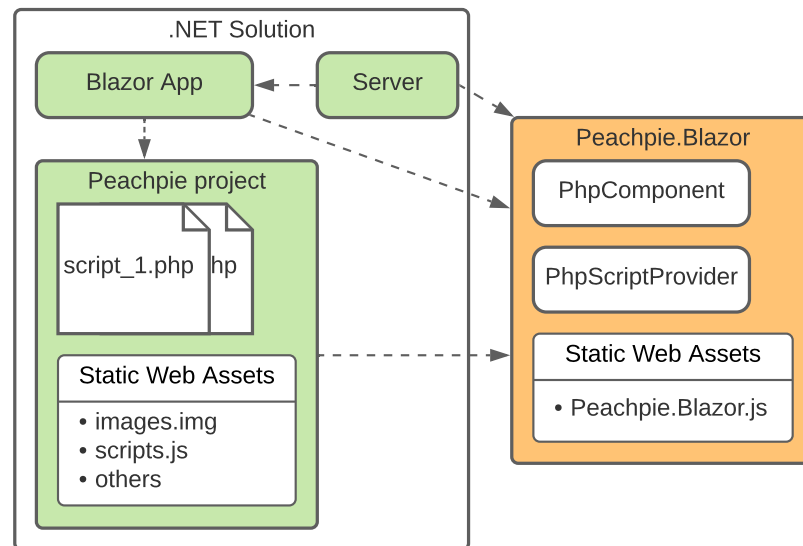 .NET Solution
Blazor App
Server
Peachpie project
script_1.php
hp
Static Web Assets
• images.img
• scripts.js
• others
Peachpie.Blazor
PhpComponent
PhpScriptProvider
Static Web Assets
• Peachpie.Blazor.js